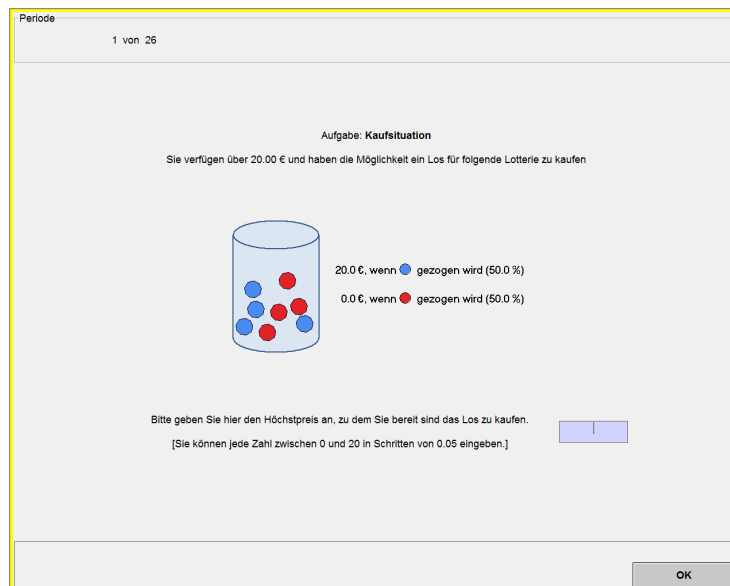 Periode
1 von 26
Aufgabe: Kaufsituation
Sie verfügen über 20.00 € und haben die Möglichkeit ein Los für folgende Lotterie zu kaufen
20.0 €, wenn gezogen wird (50.0 %)
0.0 €, wenn gezogen wird (50.0 %)
Bitte geben Sie hier den Höchstpreis an, zu dem Sie bereit sind das Los zu kaufen.
[Sie können jede Zahl zwischen 0 und 20 in Schritten von 0.05 eingeben.]
OK